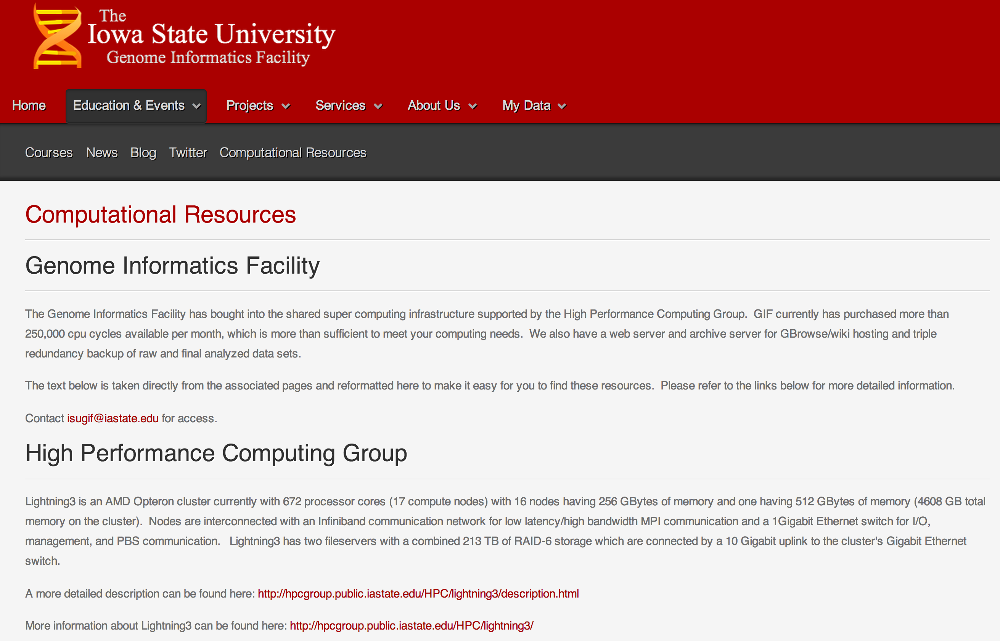 The
Iowa State University
Genome Informatics Facility
Home Education & Events Projects Services About Us My Data
Courses News Blog Twitter Computational Resources
Computational Resources
Genome Informatics Facility
The Genome Informatics Facility has bought into the shared super computing infrastructure supported by the High Performance Computing Group.  GIF currently has purchased more than
250,000 cpu cycles available per month, which is more than sufficient to meet your computing needs.  We also have a web server and archive server for GBrowse/wiki hosting and triple
redundancy backup of raw and final analyzed data sets.
The text below is taken directly from the associated pages and reformatted here to make it easy for you to find these resources.  Please refer to the links below for more detailed information.
Contact isugif@iastate.edu for access.
High Performance Computing Group
Lightning3 is an AMD Opteron cluster currently with 672 processor cores (17 compute nodes) with 16 nodes having 256 GBytes of memory and one having 512 GBytes of memory (4608 GB total
memory on the cluster).  Nodes are interconnected with an Infiniband communication network for low latency/high bandwidth MPI communication and a 1Gigabit Ethernet switch for I/O,
management, and PBS communication.   Lightning3 has two fileservers with a combined 213 TB of RAID-6 storage which are connected by a 10 Gigabit uplink to the cluster's Gigabit Ethernet
switch.
A more detailed description can be found here: http://hpcgroup.public.iastate.edu/HPC/lightning3/description.html
More information about Lightning3 can be found here: http://hpcgroup.public.iastate.edu/HPC/lightning3/